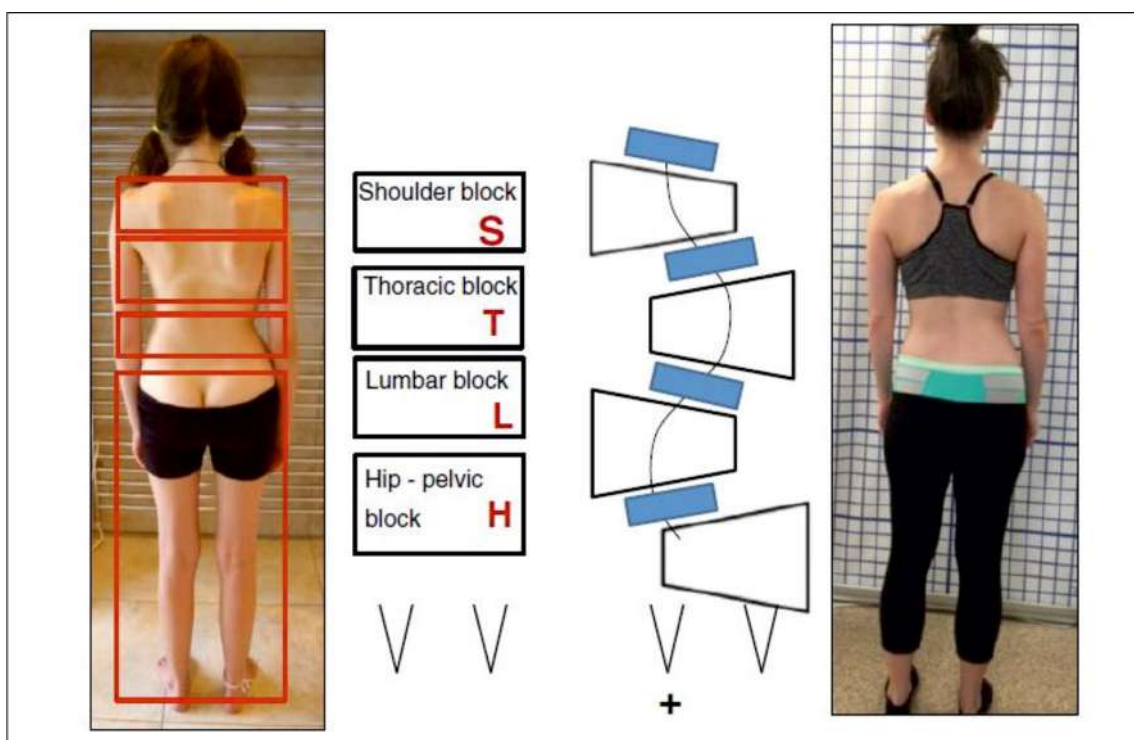 Shoulder block
S
Thoracic block
T
Lumbar block
L
Hip - pelvic
block H
+